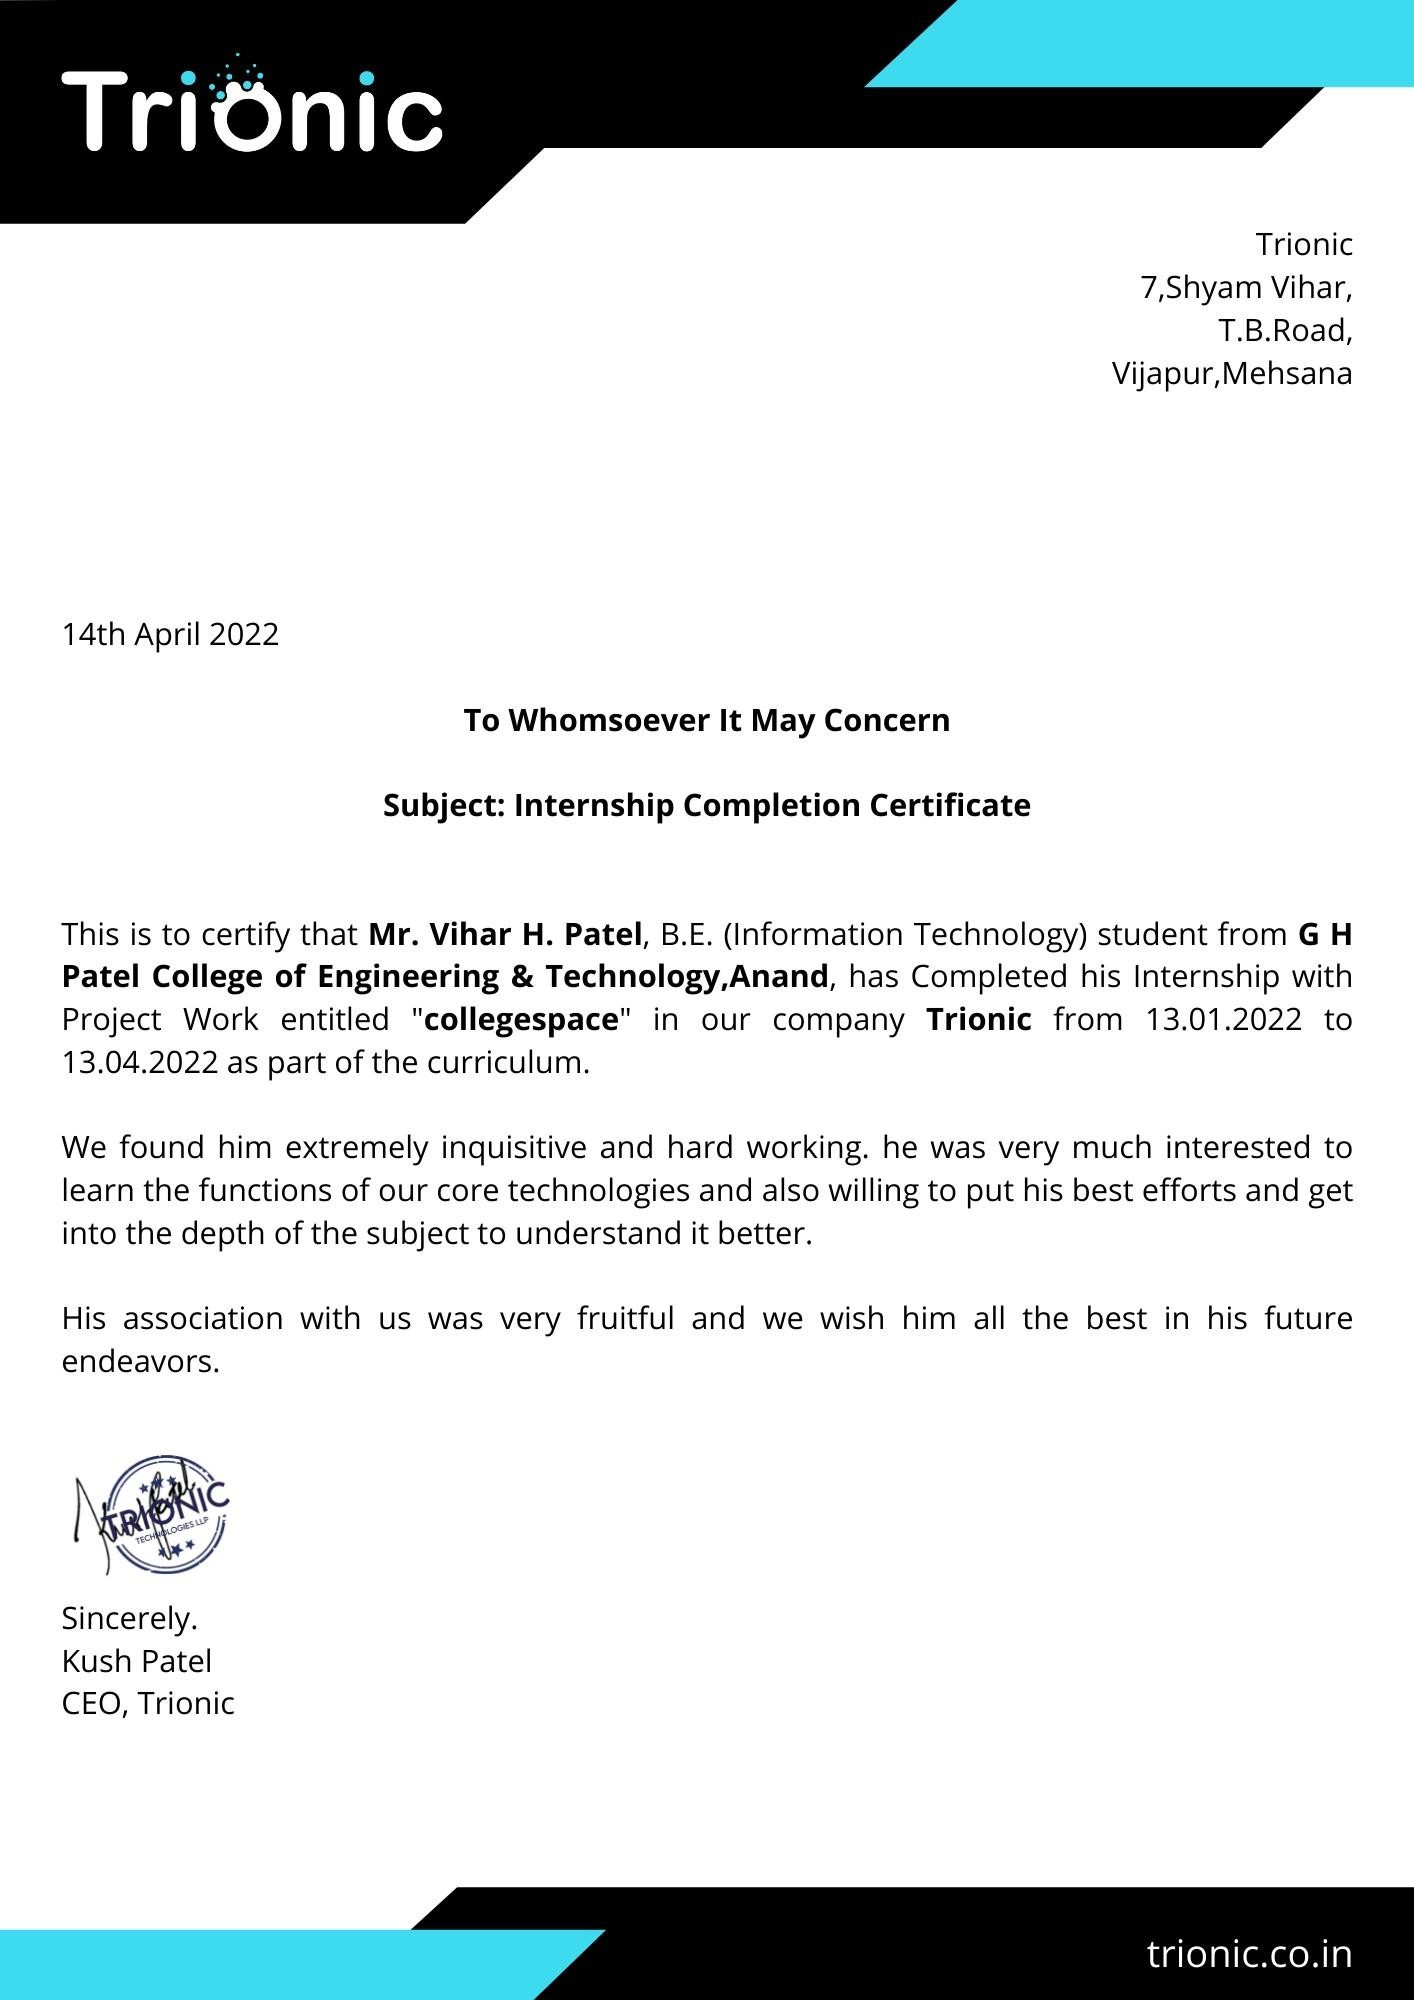 Trionic
Trionic
7,Shyam Vihar,
T.B.Road,
Vijapur,Mehsana
14th April 2022
To Whomsoever It May Concern
Subject: Internship Completion Certificate
This is to certify that Mr. Vihar H. Patel, B.E. (Information Technology) student from G H
Patel College of Engineering & Technology,Anand, has Completed his Internship with
Project Work entitled "collegespace" in our company Trionic from 13.01.2022 to
13.04.2022 as part of the curriculum.
We found him extremely inquisitive and hard working. he was very much interested to
learn the functions of our core technologies and also willing to put his best efforts and get
into the depth of the subject to understand it better.
His association with us was very fruitful and we wish him all the best in his future
endeavors.
TRIONIC
TECHNOLOGIES LLP
Sincerely.
Kush Patel
CEO, Trionic
trionic.co.in